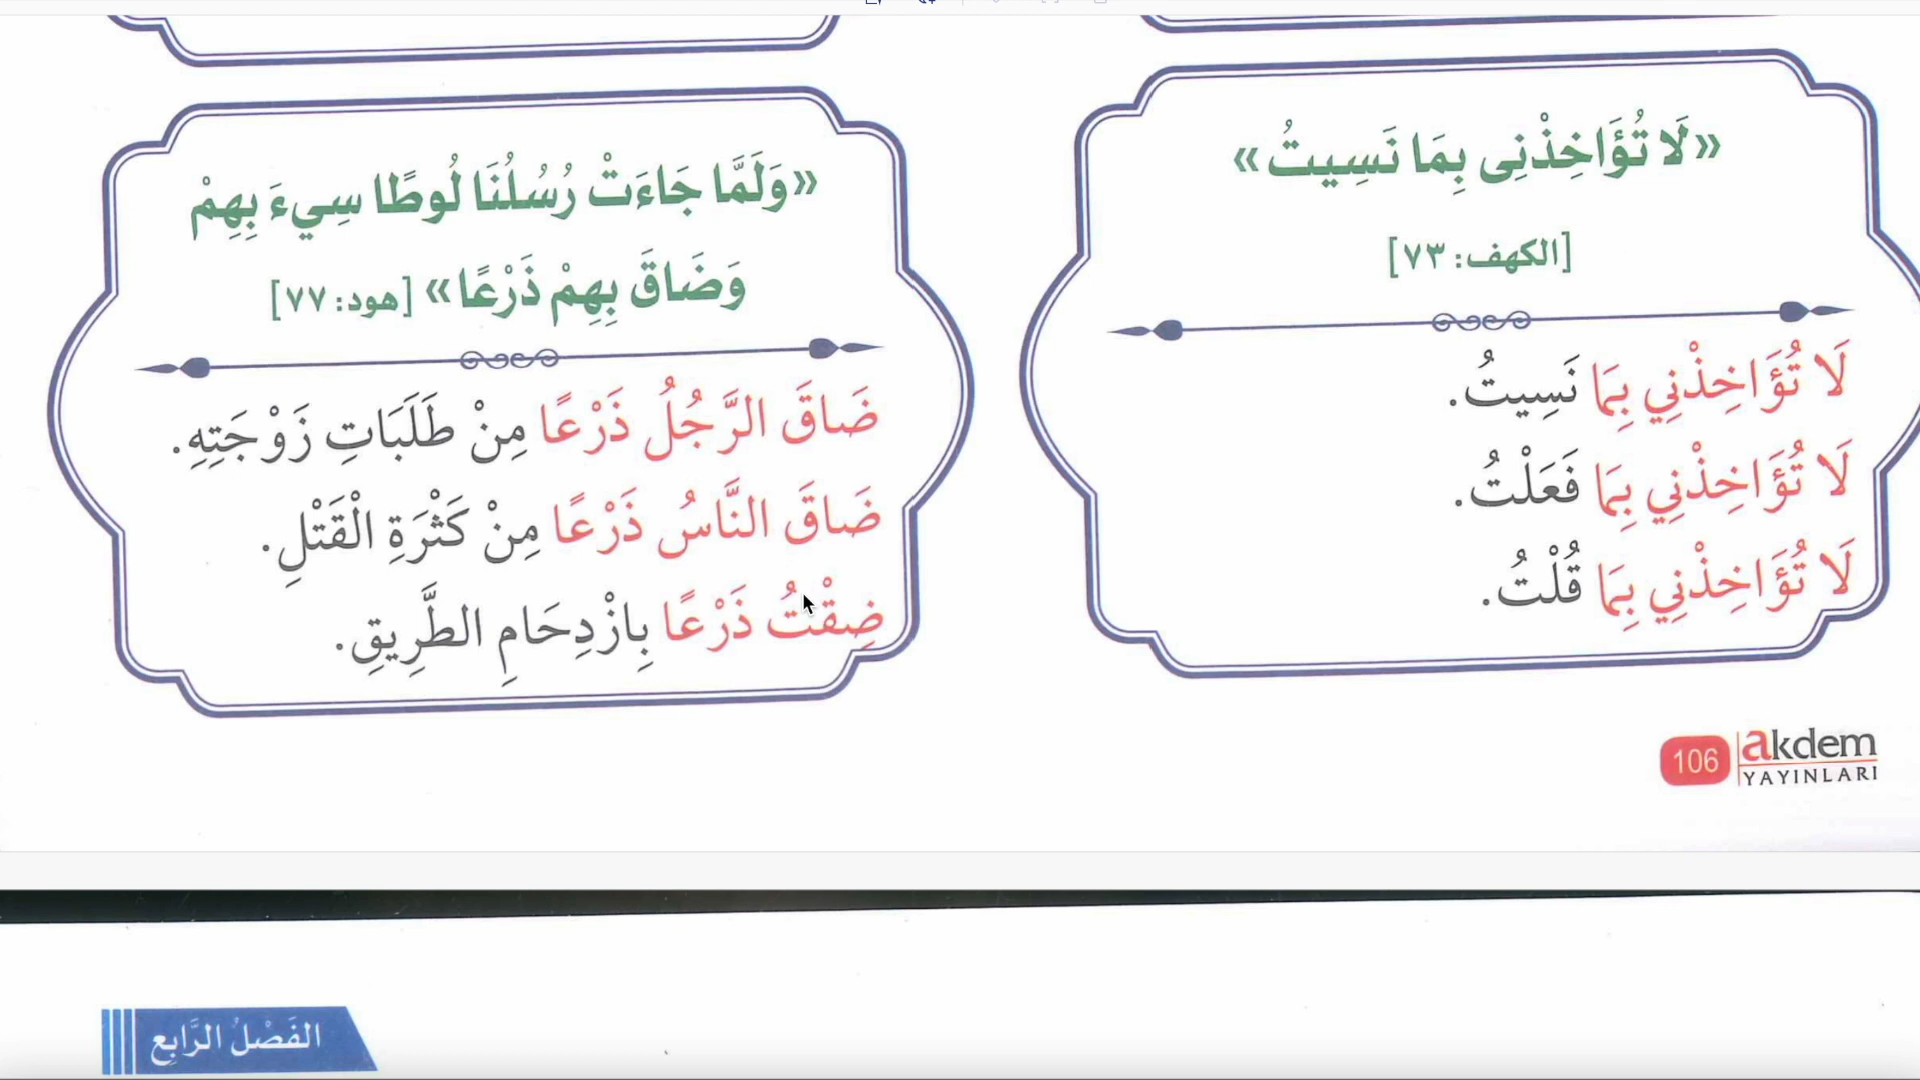 «لَا تُؤَاخِذْنِى بِمَا نَسِيتُ»
[الكهف: ٧٣]
لَا تُؤَاخِذْنِي بِمَا نَسِيتُ.
لَا تُؤَاخِذْنِي بِمَا فَعَلْتُ.
لَا تُؤَاخِذْنِي بِمَا قُلْتُ.
«وَلَمَّا جَاءَتْ رُسُلُنَا لُوطًا سِيءَ بِهِمْ
وَضَاقَ بِهِمْ ذَرْعًا» [هود: ٧٧]
ضَاقَ الرَّجُلُ ذَرْعًا مِنْ طَلَبَاتِ زَوْجَتِهِ.
ضَاقَ النَّاسُ ذَرْعًا مِنْ كَثْرَةِ الْقَتْلِ.
ضِقْتُ ذَرْعًا بِازْدِحَامِ الطَّرِيقِ.
106 akdem
YAYINLARI
الفَصْلُ الرَّابِع